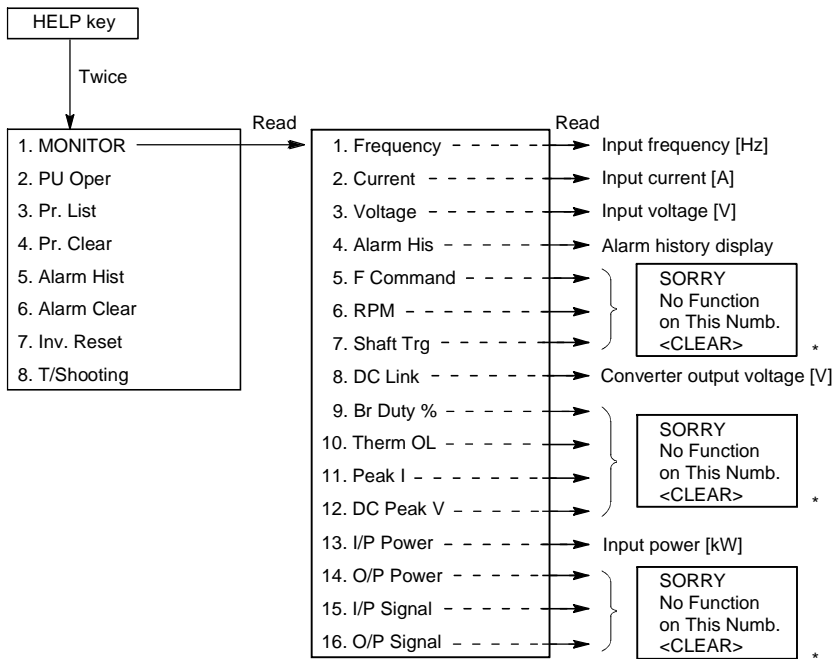 HELP key
Twice
Read
1. MONITOR
2. PU Oper
3. Pr. List
4. Pr. Clear
5. Alarm Hist
6. Alarm Clear
7. Inv. Reset
8. T/Shooting
Read
1. Frequency
Input frequency [Hz]
2. Current
Input current [A]
3. Voltage
Input voltage [V]
4. Alarm His
Alarm history display
5. F Command
6. RPM
7. Shaft Trg
SORRY
No Function
on This Numb.
<CLEAR>
*
8. DC Link
Converter output voltage [V]
9. Br Duty %
10. Therm OL
11. Peak I
12. DC Peak V
SORRY
No Function
on This Numb.
<CLEAR>
*
13. I/P Power
Input power [kW]
14. O/P Power
15. I/P Signal
16. O/P Signal
SORRY
No Function
on This Numb.
<CLEAR>
*